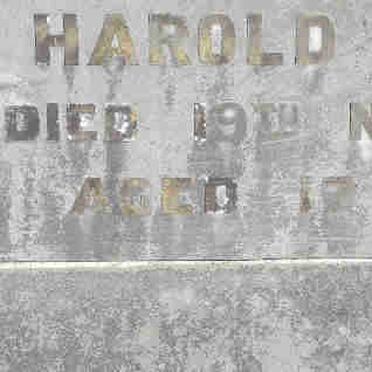 HAROLD
DIED 19TH N
AGED